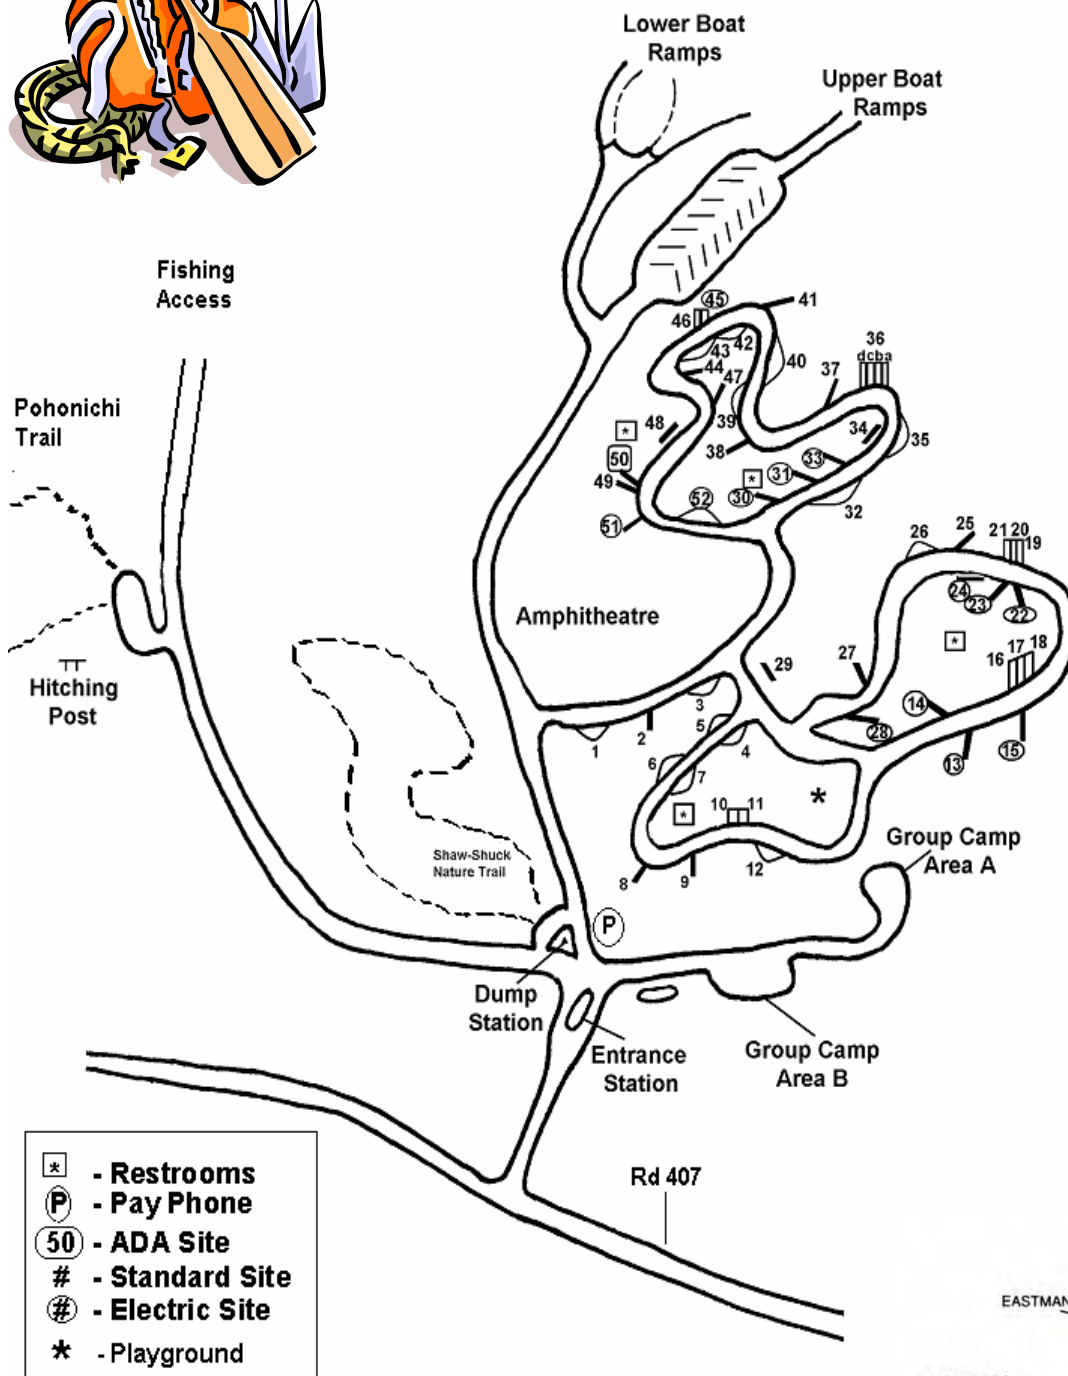 Lower Boat
Ramps
Upper Boat
Ramps
Fishing
Access
Pohonichi
Trail
Hitching
Post
45
41
46
42
43
44
40
36
dcba
37
47
48
39
38
34
35
50
49
33
31
30
52
51
32
26
25
21 20
19
24
23
22
Amphitheatre
17 18
16
29
27
3
14
28
5
4
2
1
6
7
13
15
10 11
*
Group Camp
Area A
Shaw-Shuck
Nature Trail
12
8
9
P
Dump
Station
Entrance
Station
Group Camp
Area B
Rd 407
* - Restrooms
P - Pay Phone
50 - ADA Site
# - Standard Site
# - Electric Site
* - Playground
EASTMAN